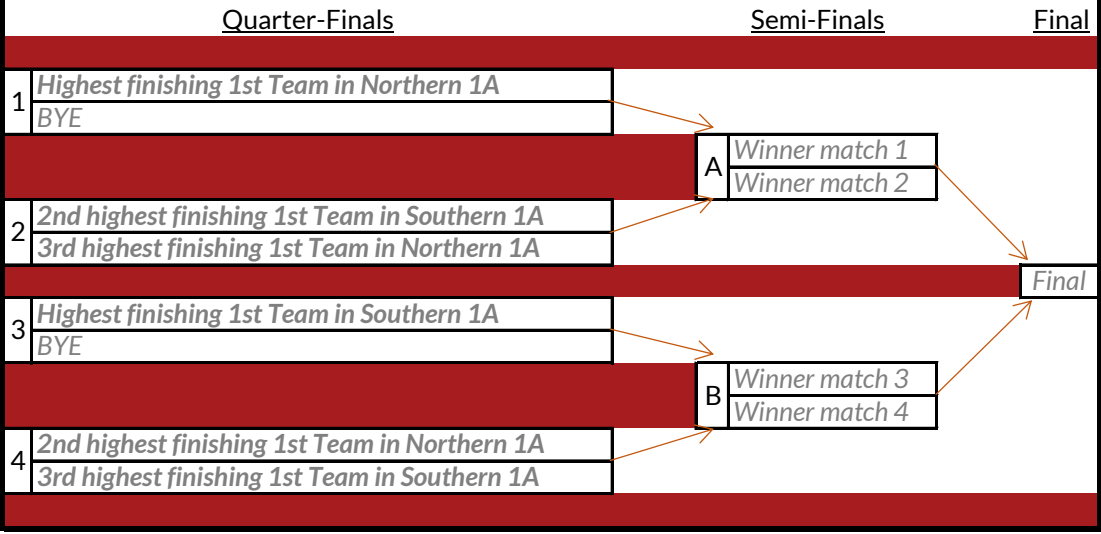 Quarter-Finals Semi-Finals Final
1 Highest finishing 1st Team in Northern 1A
BYE
A Winner match 1
Winner match 2
2 2nd highest finishing 1st Team in Southern 1A
3rd highest finishing 1st Team in Northern 1A
Final
3 Highest finishing 1st Team in Southern 1A
BYE
B Winner match 3
Winner match 4
4 2nd highest finishing 1st Team in Northern 1A
3rd highest finishing 1st Team in Southern 1A